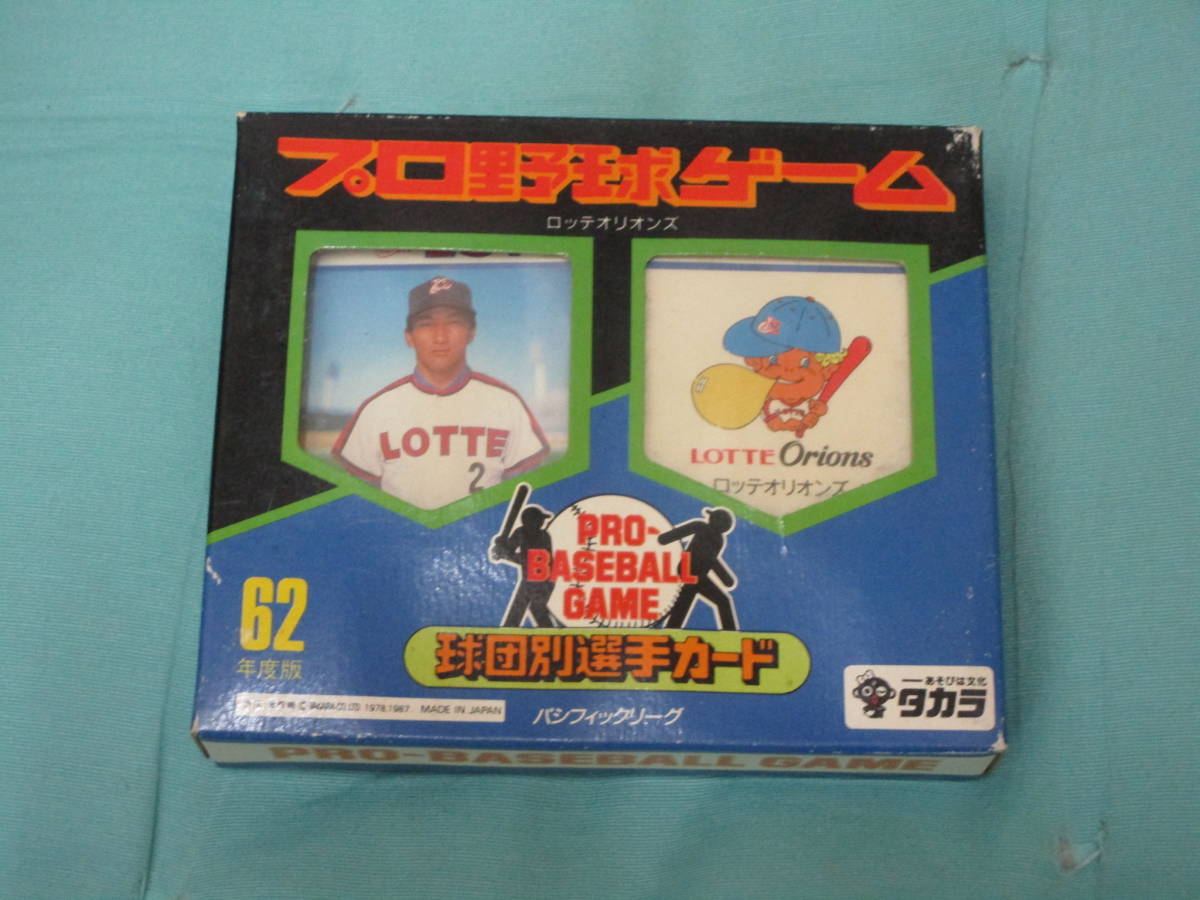 プロ野球ゲーム
ロッテオリオンズ
LOTTE
2
LOTTE Orions
ロッテオリオンズ
PRO-
BASEBALL
GAME
62
年度版
球団別選手カード
TAKARA CO., LTD. 1978,1987 MADE IN JAPAN
パシフィックリーグ
あそびは文化
タカラ
PRO-BASEBALL GAME